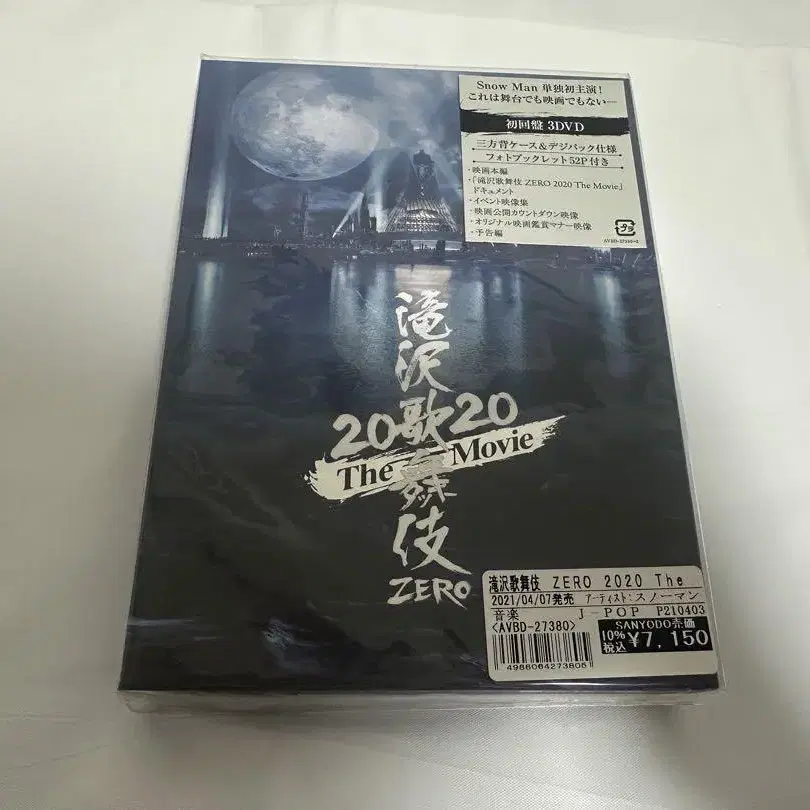 Snow Man 単独初主演!
これは舞台でも映画でもない—
初回盤 3DVD
三方背ケース&デジパック仕様
フォトブックレット52P付き
・映画本編
・「滝沢歌舞伎 ZERO 2020 The Movie」
ドキュメント
・イベント映像集
・映画公開カウントダウン映像
・オリジナル映画鑑賞マナー映像
・予告編
滝沢歌舞伎
2020
The Movie
ZERO
滝沢歌舞伎 ZERO 2020 The
2021/04/07発売 アーティスト:スノーマン
音楽 J-POP P210403
<AVBD-27380> SANYODO売価
10%税込 ¥7,150
4988064273805